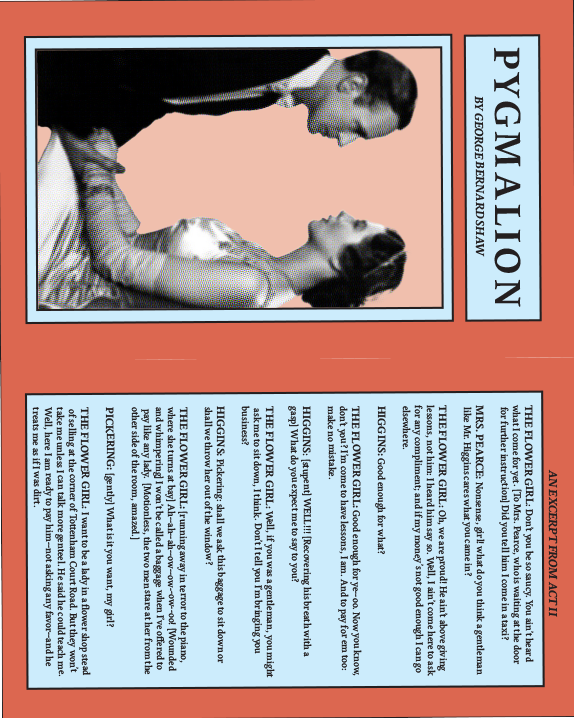 PYGMALION
BY GEORGE BERNARD SHAW
AN EXCERPT FROM ACT II
THE FLOWER GIRL: Don't you be so saucy. You ain't heard
what I come for yet. [To Mrs. Pearce, who is waiting at the door
for further instruction] Did you tell him I come in a taxi?
MRS. PEARCE: Nonsense, girl! what do you think a gentleman
like Mr. Higgins cares what you came in?
THE FLOWER GIRL: Oh, we are proud! He ain't above giving
lessons, not him: I heard him say so. Well, I ain't come here to ask
for any compliment; and if my money's not good enough I can go
elsewhere.
HIGGINS: Good enough for what?
THE FLOWER GIRL: Good enough for ye–oo. Now you know,
don't you? I'm come to have lessons, I am. And to pay for em too:
make no mistake.
HIGGINS: [stupent] WELL!!! [Recovering his breath with a
gasp] What do you expect me to say to you?
THE FLOWER GIRL: Well, if you was a gentleman, you might
ask me to sit down, I think. Don't I tell you I'm bringing you
business?
HIGGINS: Pickering: shall we ask this baggage to sit down or
shall we throw her out of the window?
THE FLOWER GIRL: [running away in terror to the piano,
where she turns at bay] Ah–ah–ah–ow–ow–ow–oo! [Wounded
and whimpering] I won't be called a baggage when I've offered to
pay like any lady. [Motionless, the two men stare at her from the
other side of the room, amazed.]
PICKERING: [gently] What is it you want, my girl?
THE FLOWER GIRL: I want to be a lady in a flower shop stead
of selling at the corner of Tottenham Court Road. But they won't
take me unless I can talk more genteel. He said he could teach me.
Well, here I am ready to pay him–not asking any favor–and he
treats me as if I was dirt.